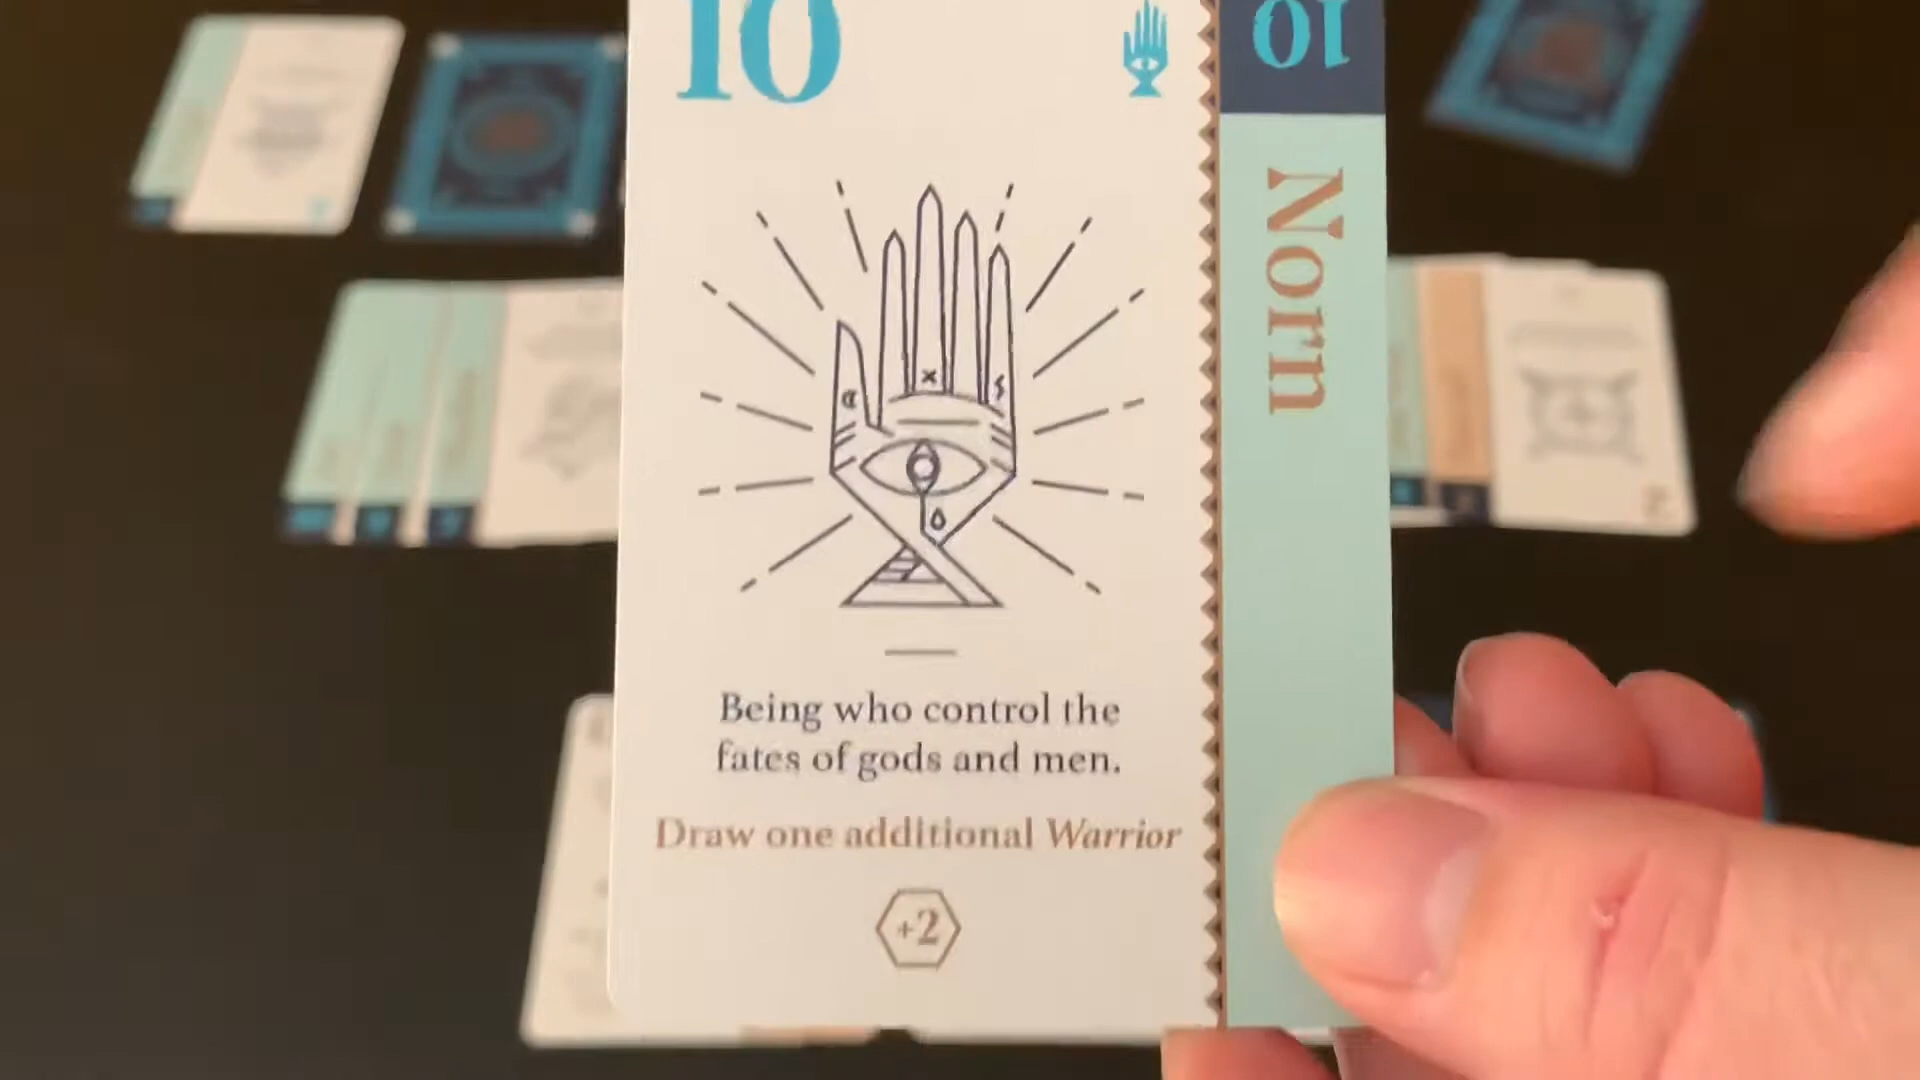 10
10
Norn
Being who control the
fates of gods and men.
Draw one additional Warrior
+2